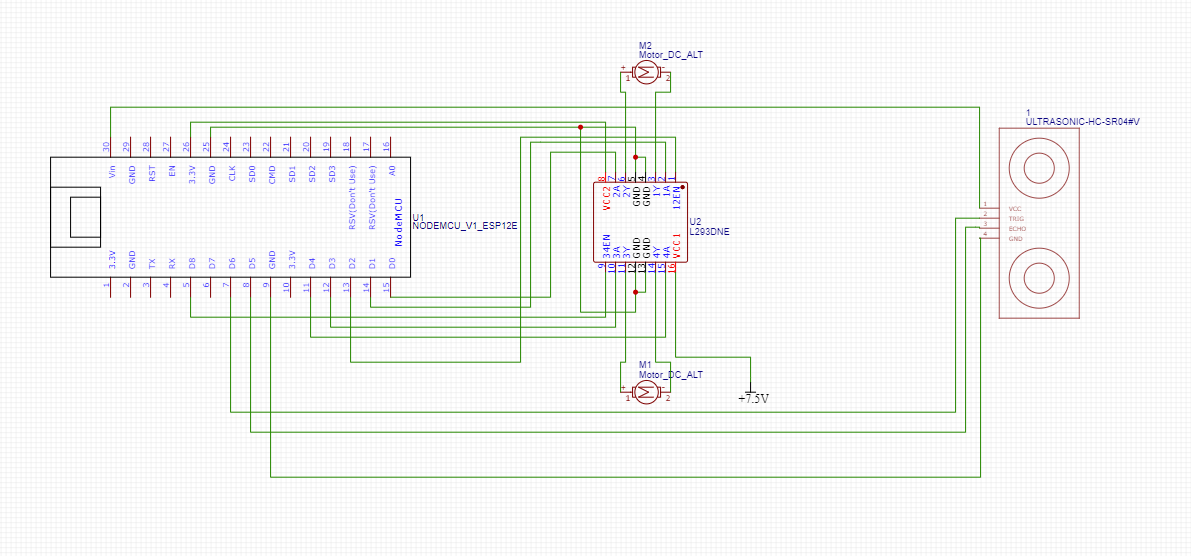 M2
Motor_DC_ALT
+ -
1 2
30 29 28 27 26 25 24 23 22 21 20 19 18 17 16
Vin GND RST EN 3.3V GND CLK SD0 CMD SD1 SD2 SD3 RSV(Don't Use) RSV(Don't Use) A0
NodeMCU
U1
NODEMCU_V1_ESP12E
3.3V GND TX RX D8 D7 D6 D5 GND 3.3V D4 D3 D2 D1 D0
1 2 3 4 5 6 7 8 9 10 11 12 13 14 15
8 7 6 5 4 3 2 1
VCC2 2A 2Y GND GND 1Y 1A 12EN
U2
L293DNE
34EN 3A 3Y GND GND 4Y 4A VCC1
9 10 11 12 13 14 15 16
1
ULTRASONIC-HC-SR04#V
1 VCC
2 TRIG
3 ECHO
4 GND
M1
Motor_DC_ALT
+ -
1 2
+7.5V